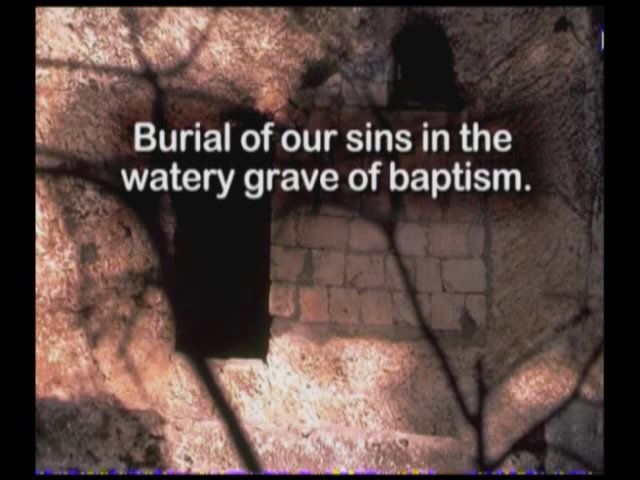 Burial of our sins in the
watery grave of baptism.